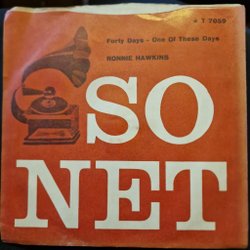 T 7059
Forty Days - One Of These Days
RONNIE HAWKINS
SO
NET